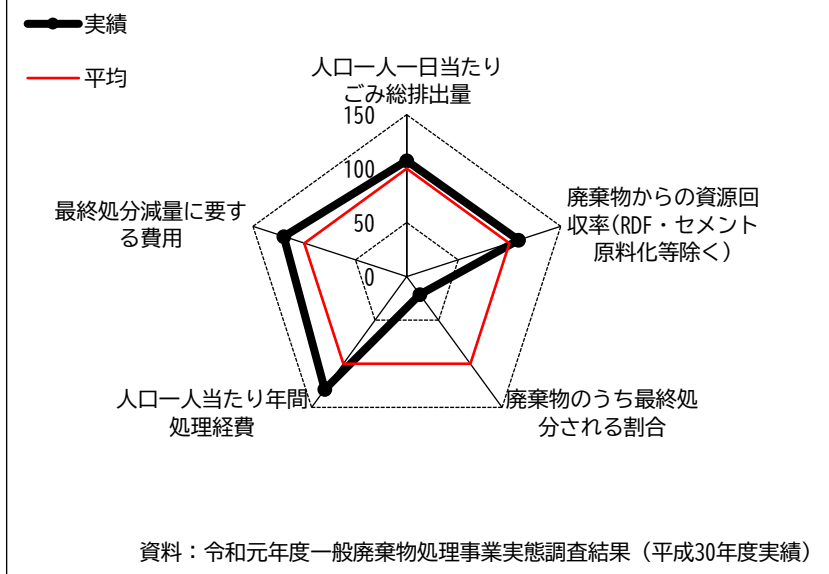 実績
平均
人口一人一日当たり
ごみ総排出量
150
100
50
0
廃棄物からの資源回
収率(RDF・セメント
原料化等除く)
廃棄物のうち最終処
分される割合
人口一人当たり年間
処理経費
最終処分減量に要す
る費用
資料：令和元年度一般廃棄物処理事業実態調査結果（平成30年度実績）